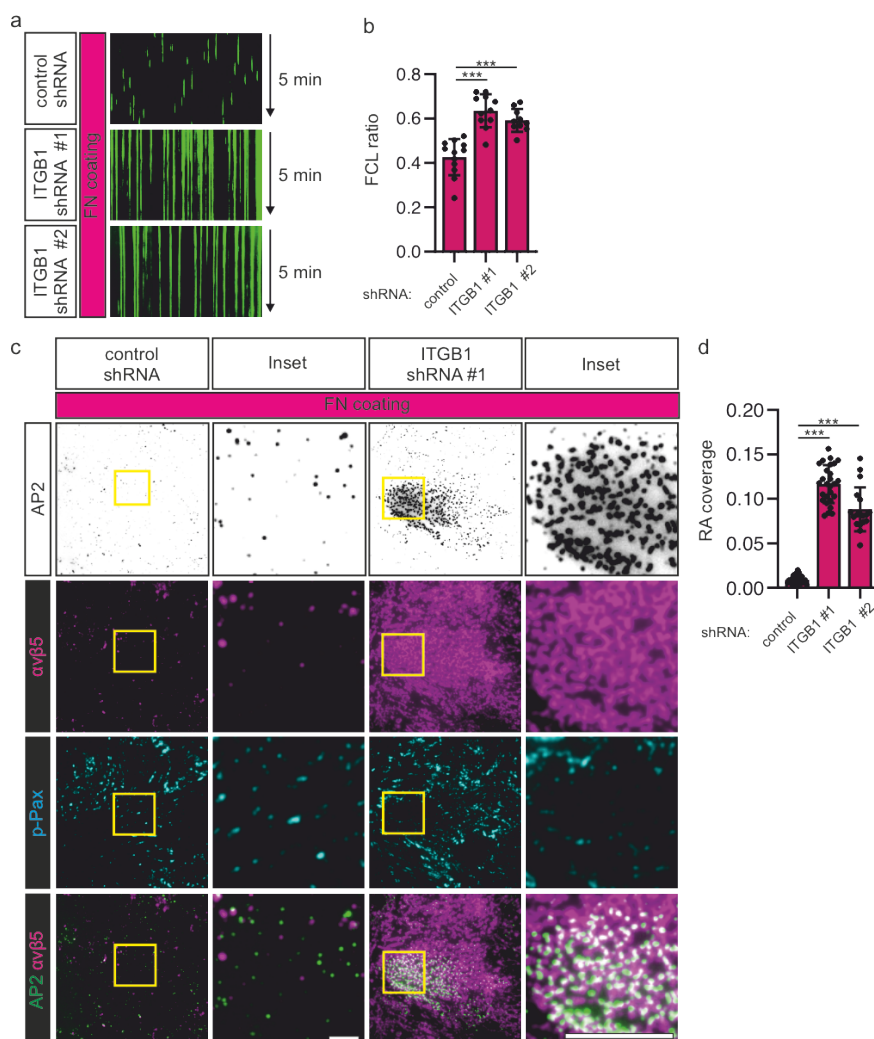 a
control
shRNA
ITGB1
shRNA #1
ITGB1
shRNA #2
FN coating
5 min
5 min
5 min
b
FCL ratio
0.8
0.6
0.4
0.2
0.0
***
***
shRNA:
control
ITGB1 #1
ITGB1 #2
c
control
shRNA
Inset
ITGB1
shRNA #1
Inset
FN coating
AP2
αvβ5
p-Pax
AP2 αvβ5
d
RA coverage
0.20
0.15
0.10
0.05
0.00
***
***
shRNA:
control
ITGB1 #1
ITGB1 #2